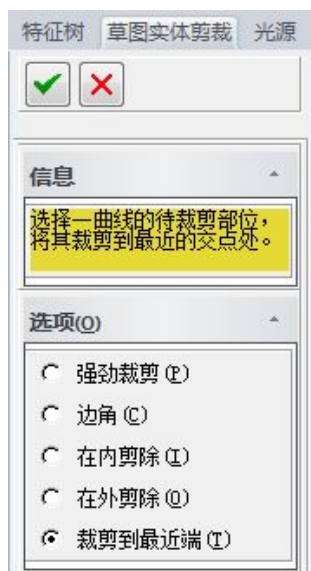 特征树 草图实体剪裁 光源
信息
选择一曲线的待裁剪部位，
将其裁剪到最近的交点处。
选项(O)
强劲裁剪(P)
边角(C)
在内剪除(I)
在外剪除(O)
裁剪到最近端(T)